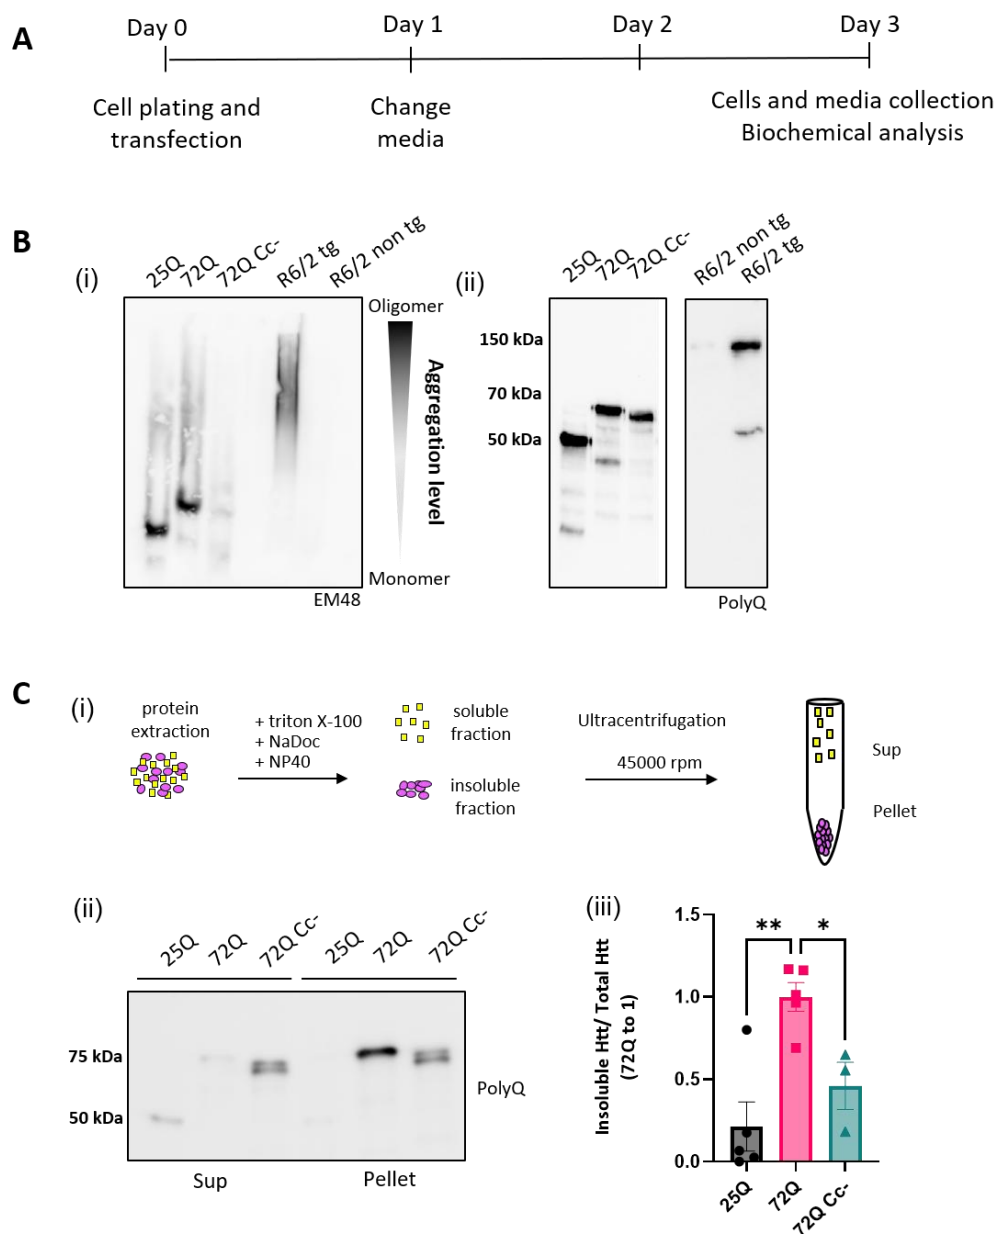 A
Day 0
Day 1
Day 2
Day 3
Cell plating and
transfection
Change
media
Cells and media collection
Biochemical analysis
B
(i)
25Q
72Q
72Q Cc-
R6/2 tg
R6/2 non tg
Oligomer
Aggregation level
Monomer
EM48
(ii)
25Q
72Q
72Q Cc-
R6/2 non tg
R6/2 tg
150 kDa
70 kDa
50 kDa
PolyQ
C
(i)
protein
extraction
+ triton X-100
+ NaDoc
+ NP40
soluble
fraction
insoluble
fraction
Ultracentrifugation
45000 rpm
Sup
Pellet
(ii)
25Q
72Q
72Q Cc-
25Q
72Q
72Q Cc-
75 kDa
50 kDa
PolyQ
Sup
Pellet
(iii)
Insoluble Htt/ Total Htt
(72Q to 1)
1.5
1.0
0.5
0.0
**
*
25Q
72Q
72Q Cc-